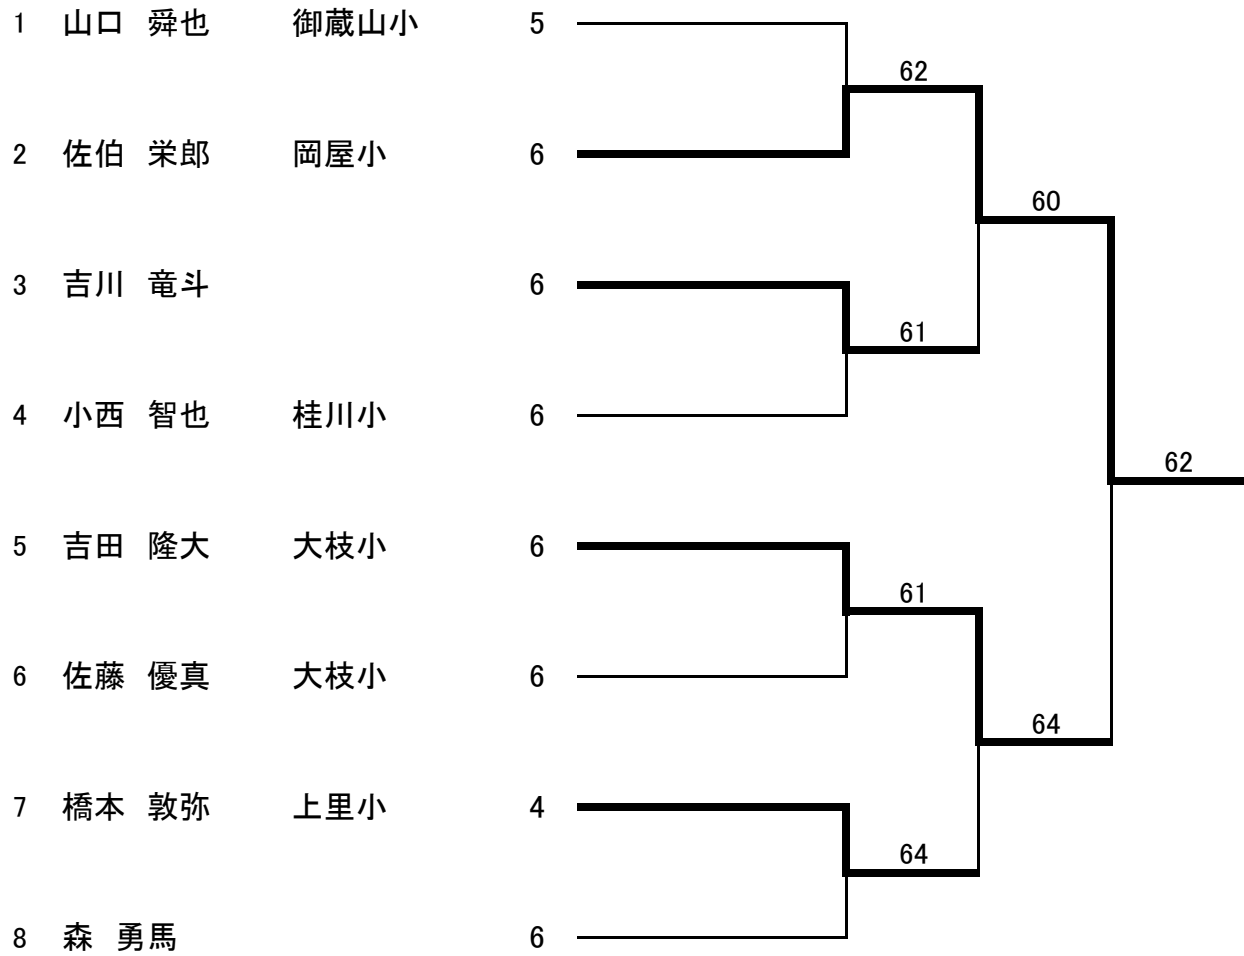 1 山口 舜也 御蔵山小 5
62
2 佐伯 栄郎 岡屋小 6
60
3 吉川 竜斗 6
61
4 小西 智也 桂川小 6
62
5 吉田 隆大 大枝小 6
61
6 佐藤 優真 大枝小 6
64
7 橋本 敦弥 上里小 4
64
8 森 勇馬 6